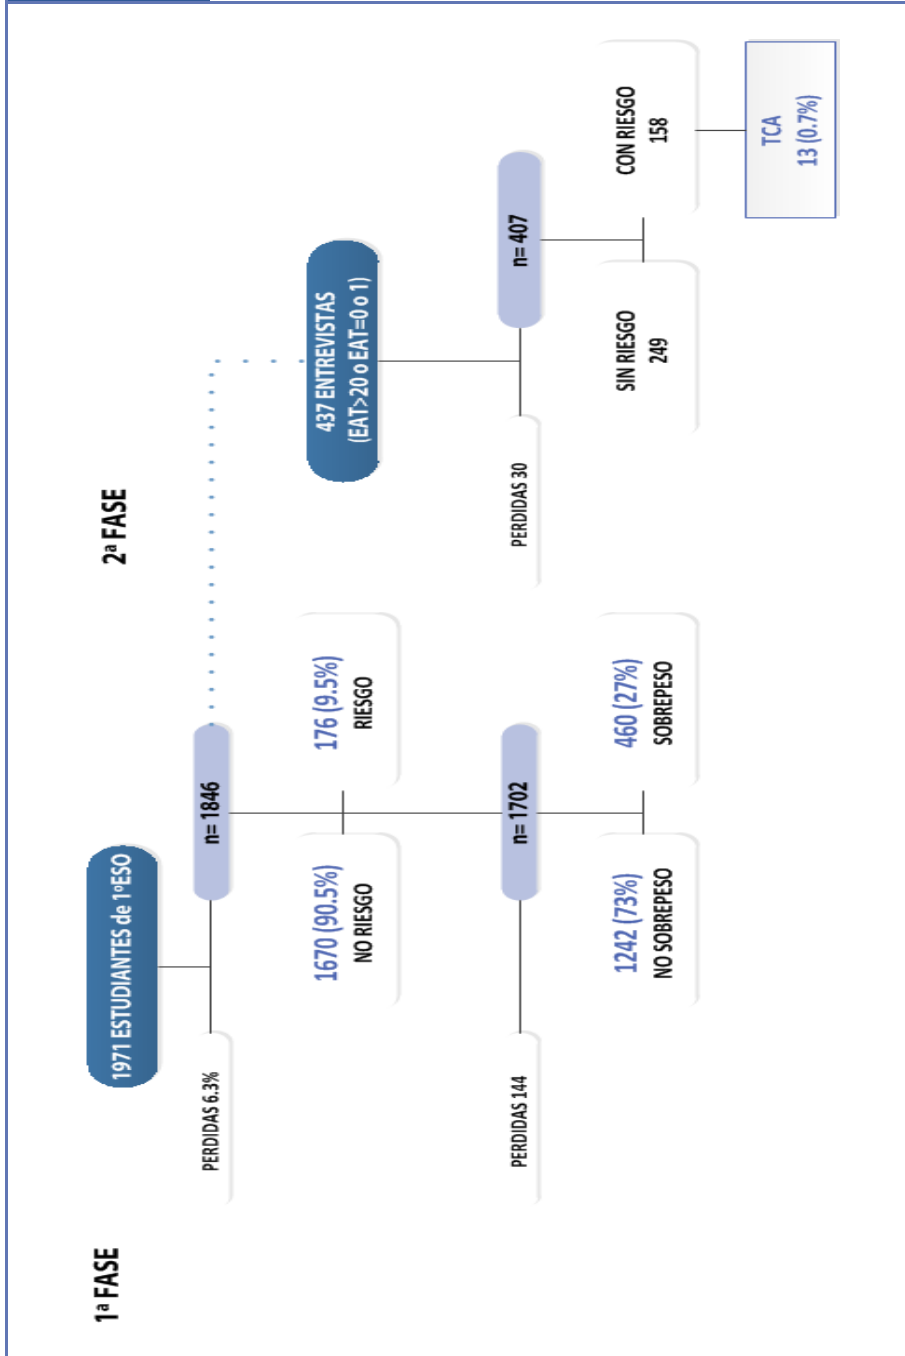 1ª FASE
1971 ESTUDIANTES de 1ºESO
PERDIDAS 6.3%
n= 1846
1670 (90.5%)
NO RIESGO
176 (9.5%)
RIESGO
PERDIDAS 144
n= 1702
1242 (73%)
NO SOBREPESO
460 (27%)
SOBREPESO
2ª FASE
437 ENTREVISTAS
(EAT>20 o EAT=0 o 1)
PERDIDAS 30
n= 407
SIN RIESGO
249
CON RIESGO
158
TCA
13 (0.7%)